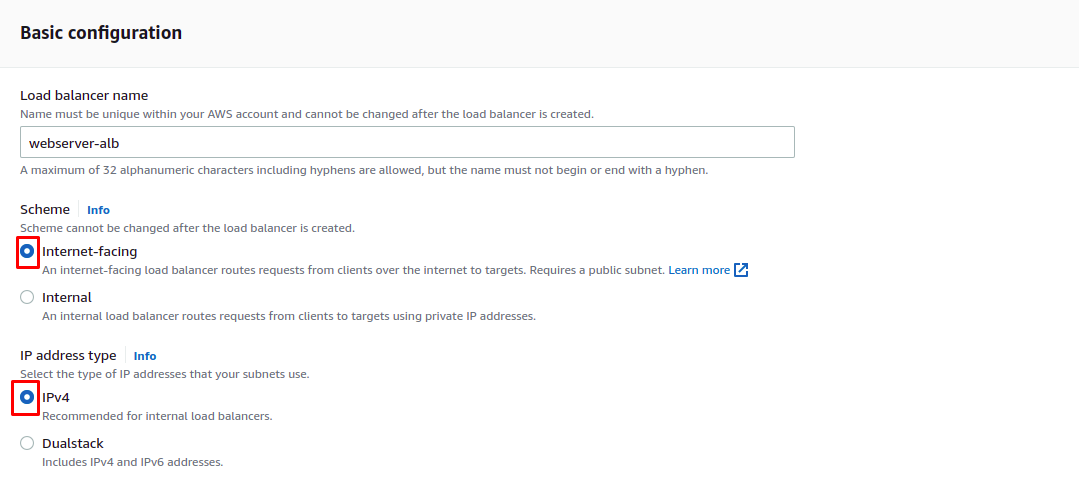 Basic configuration
Load balancer name
Name must be unique within your AWS account and cannot be changed after the load balancer is created.
webserver-alb
A maximum of 32 alphanumeric characters including hyphens are allowed, but the name must not begin or end with a hyphen.
Scheme Info
Scheme cannot be changed after the load balancer is created.
Internet-facing
An internet-facing load balancer routes requests from clients over the internet to targets. Requires a public subnet. Learn more
Internal
An internal load balancer routes requests from clients to targets using private IP addresses.
IP address type Info
Select the type of IP addresses that your subnets use.
IPv4
Recommended for internal load balancers.
Dualstack
Includes IPv4 and IPv6 addresses.